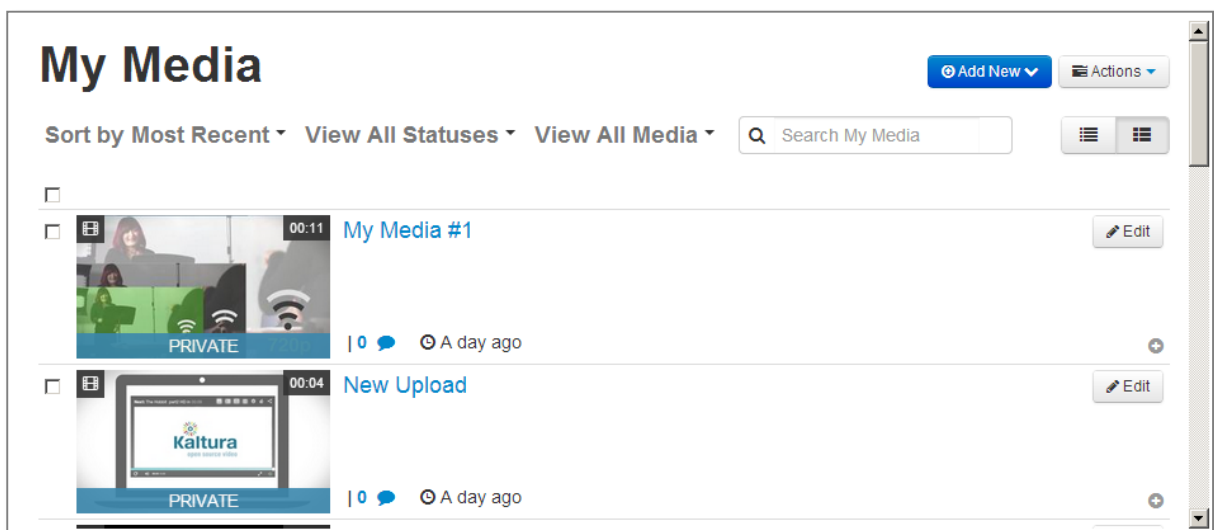 My Media
Add New
Actions
Sort by Most Recent
View All Statuses
View All Media
Search My Media
00:11
My Media #1
Edit
PRIVATE
720p
| 0
A day ago
00:04
New Upload
Edit
Kaltura
open source video
PRIVATE
| 0
A day ago